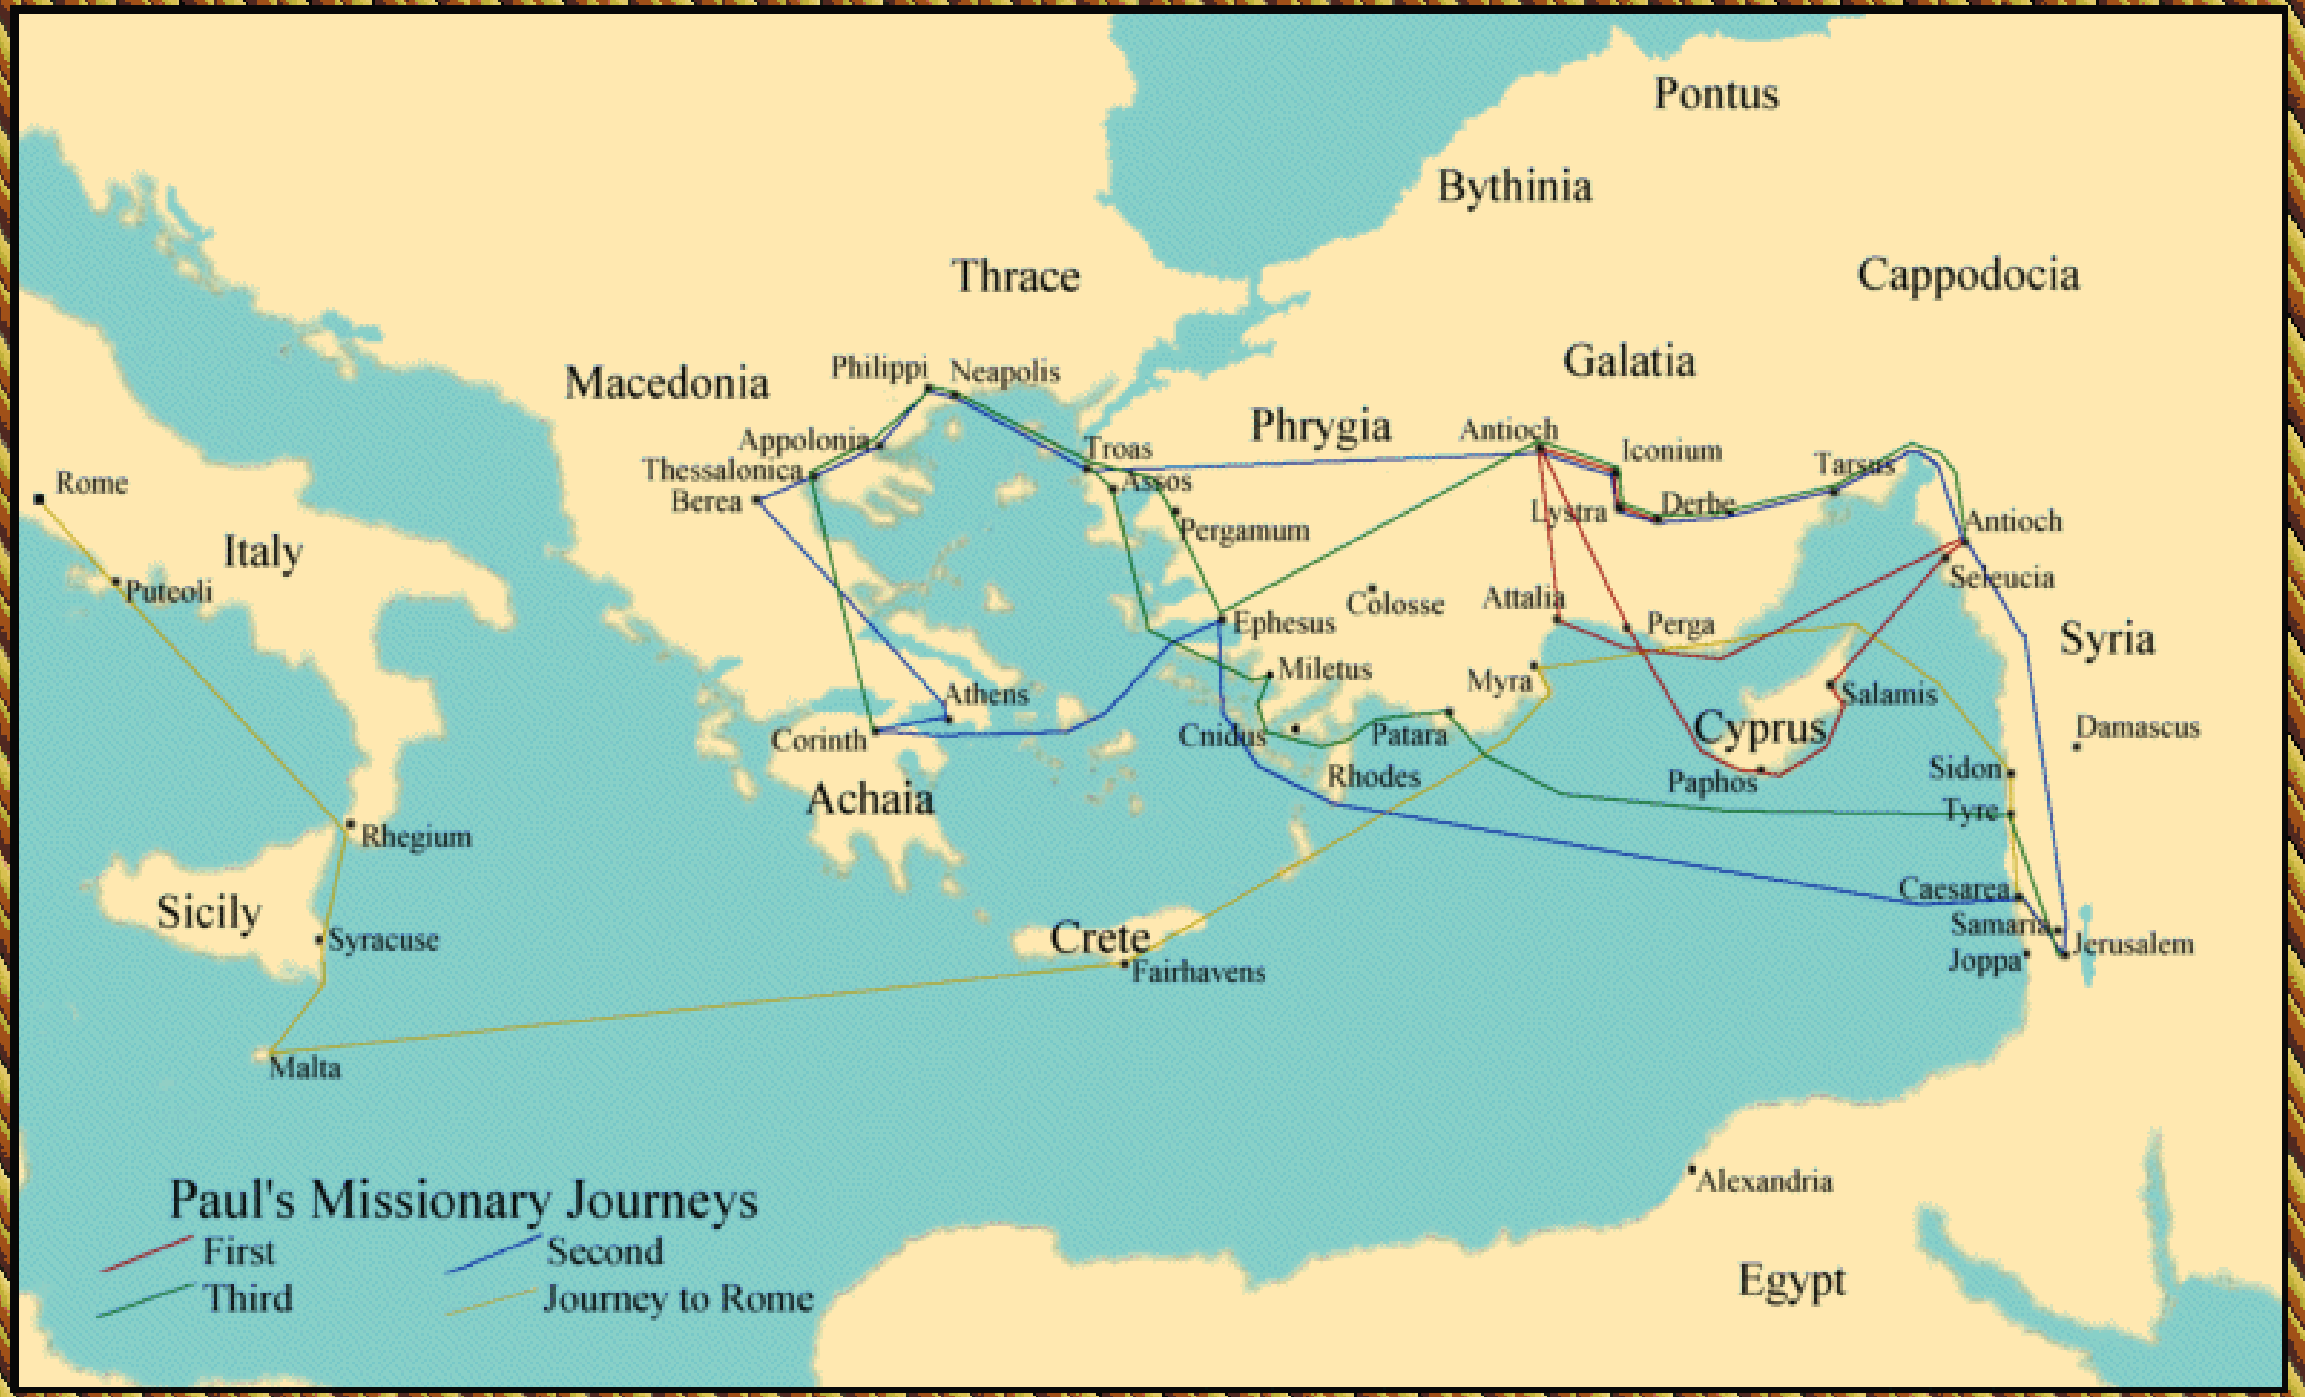 Pontus
Bythinia
Thrace
Cappodocia
Galatia
Macedonia
Philippi
Neapolis
Phrygia
Antioch
Appolonia
Troas
Iconium
Tarsus
Thessalonica
Assos
Rome
Berea
Lystra
Derbe
Antioch
Pergamum
Italy
Seleucia
Puteoli
Colosse
Attalia
Ephesus
Perga
Syria
Miletus
Myra
Athens
Salamis
Cyprus
Damascus
Corinth
Cnidus
Patara
Sidon
Rhodes
Paphos
Achaia
Tyre
Rhegium
Caesarea
Sicily
Samaria
Syracuse
Crete
Jerusalem
Joppa
Fairhavens
Malta
Alexandria
Paul's Missionary Journeys
First
Second
Third
Journey to Rome
Egypt